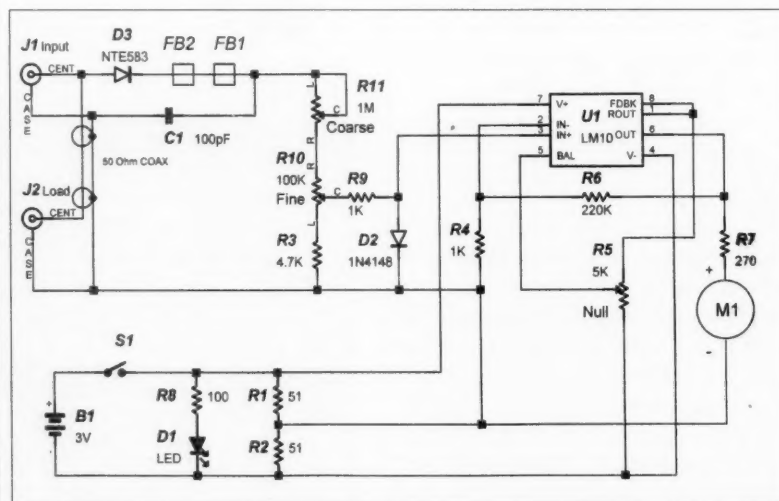 J1 Input
CENT
CASE
D3
NTE583
FB2
FB1
C1
100pF
50 Ohm COAX
J2 Load
CENT
CASE
L
R11
1M
C
Coarse
R
R
R10
100K
C
Fine
L
R9
1K
R3
4.7K
D2
1N4148
7
V+
2
IN-
3
IN+
5
BAL
U1
LM10
FDBK
8
ROUT
1
OUT
6
V-
4
R6
220K
R4
1K
R5
5K
Null
R7
270
+
M1
-
S1
+
B1
3V
R8
100
D1
LED
R1
51
R2
51